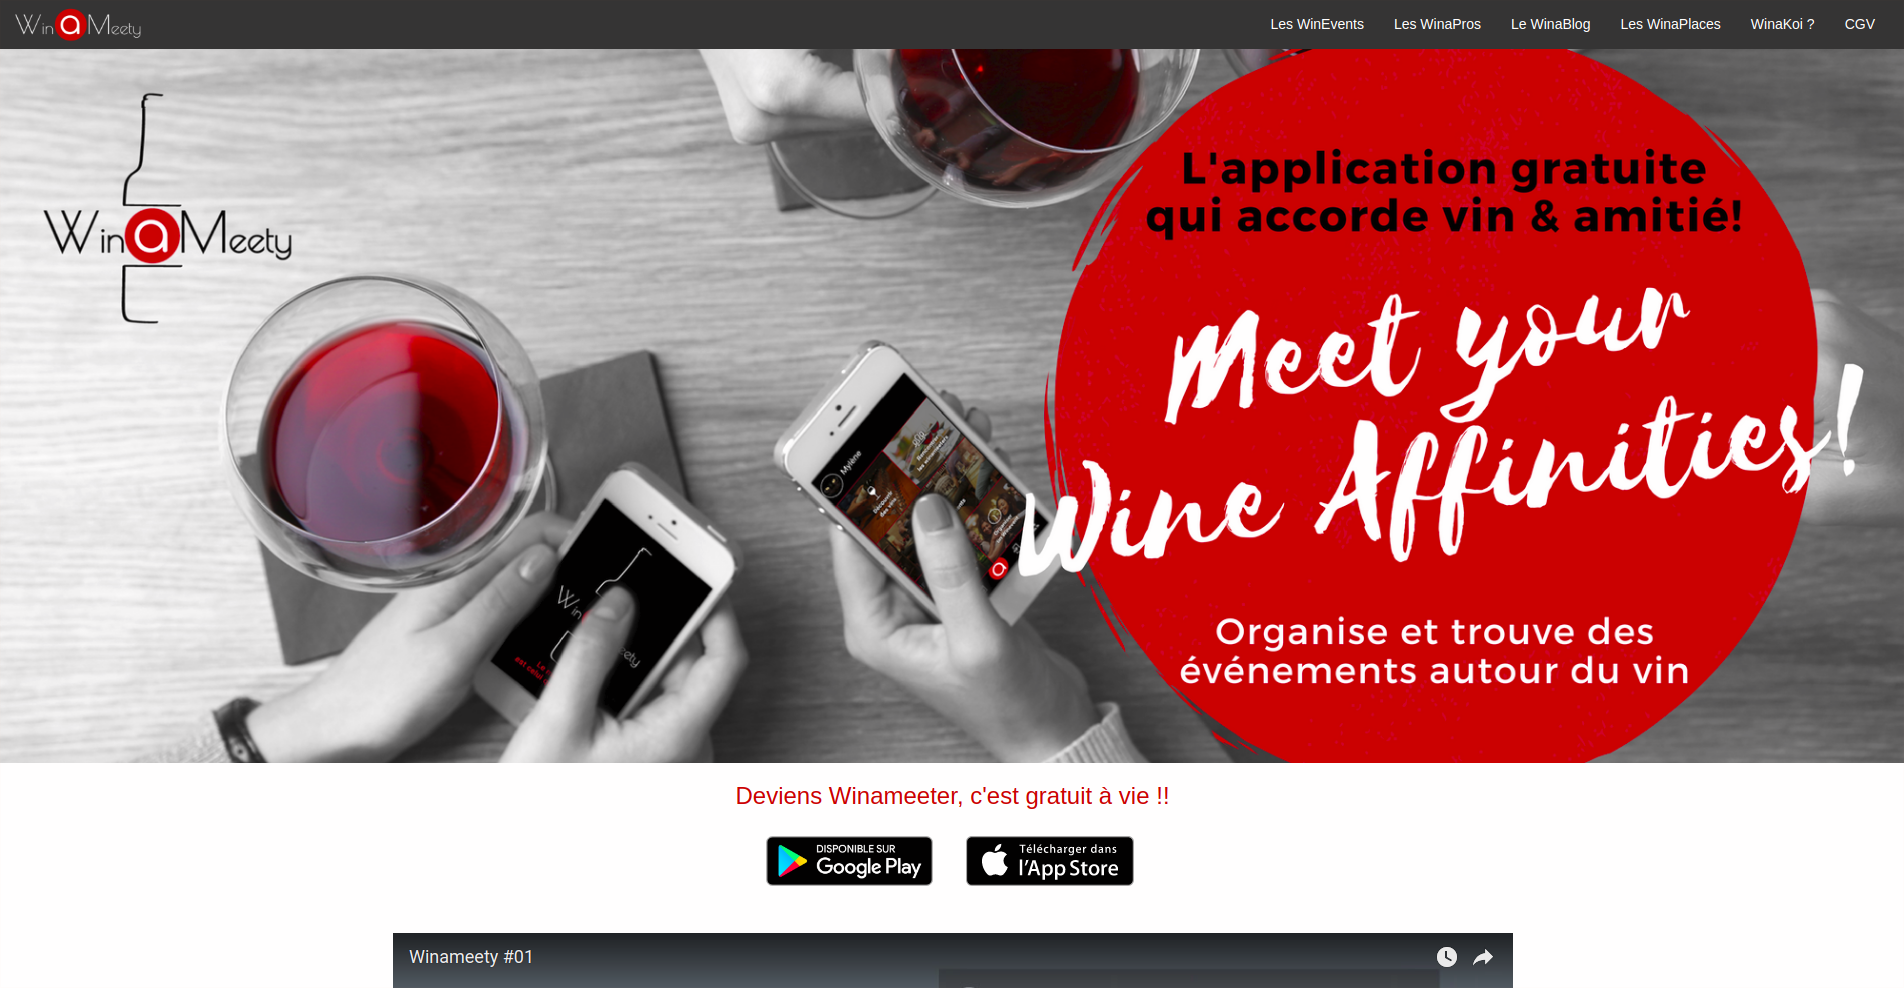 WinaMeety
Les WinEvents
Les WinaPros
Le WinaBlog
Les WinaPlaces
WinaKoi ?
CGV
WinaMeety
L'application gratuite
qui accorde vin & amitié!
Meet your
Wine Affinities!
Organise et trouve des
événements autour du vin
Mylène
Deviens Winameeter, c'est gratuit à vie !!
DISPONIBLE SUR
Google Play
Télécharger dans
l'App Store
Winameety #01